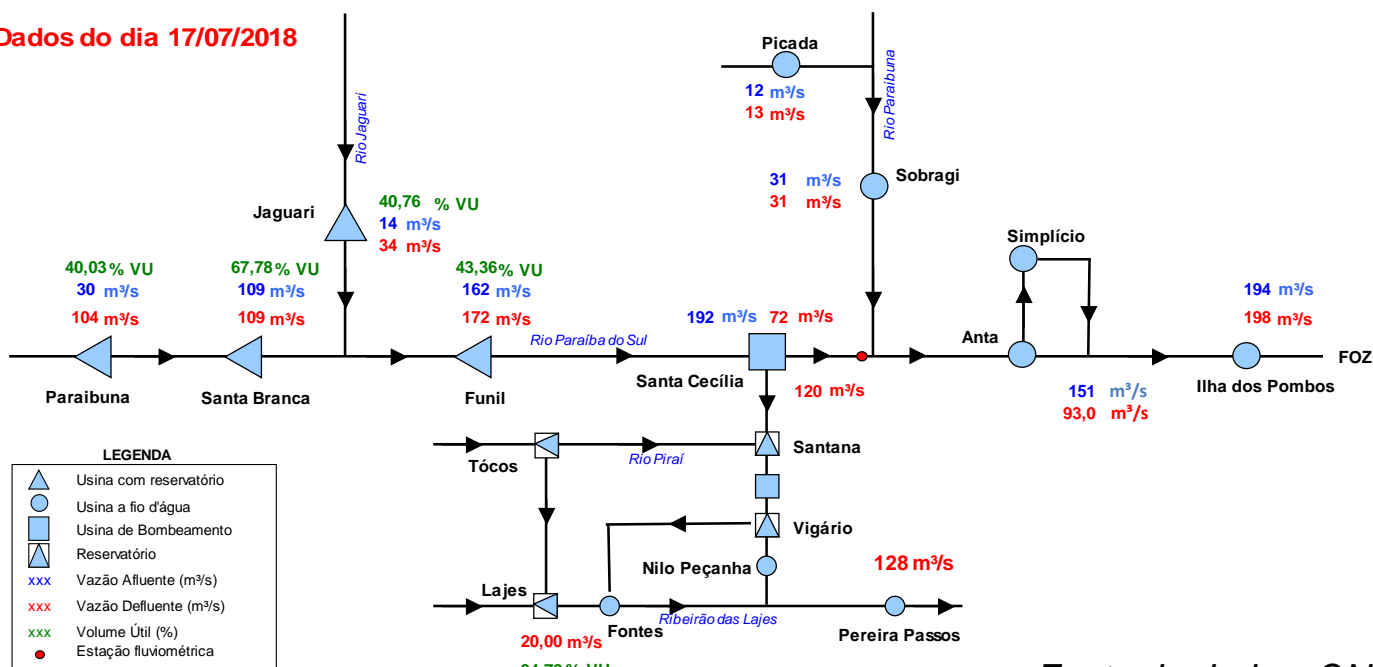 Dados do dia 17/07/2018
Picada
12 m³/s
13 m³/s
Rio Paraibuna
Rio Jaguari
31 m³/s
31 m³/s
Sobragi
Jaguari
40,76 % VU
14 m³/s
34 m³/s
Simplício
40,03 % VU
30 m³/s
104 m³/s
67,78 % VU
109 m³/s
109 m³/s
43,36 % VU
162 m³/s
172 m³/s
Rio Paraíba do Sul
192 m³/s 72 m³/s
194 m³/s
198 m³/s
Anta
FOZ
Paraibuna
Santa Branca
Funil
Santa Cecília
120 m³/s
151 m³/s
93,0 m³/s
Ilha dos Pombos
Tócos
Rio Piraí
Santana
Vigário
Nilo Peçanha
128 m³/s
Lajes
Fontes
Ribeirão das Lajes
Pereira Passos
20,00 m³/s
LEGENDA
Usina com reservatório
Usina a fio d'água
Usina de Bombeamento
Reservatório
xxx Vazão Afluente (m³/s)
xxx Vazão Defluente (m³/s)
xxx Volume Útil (%)
Estação fluviométrica